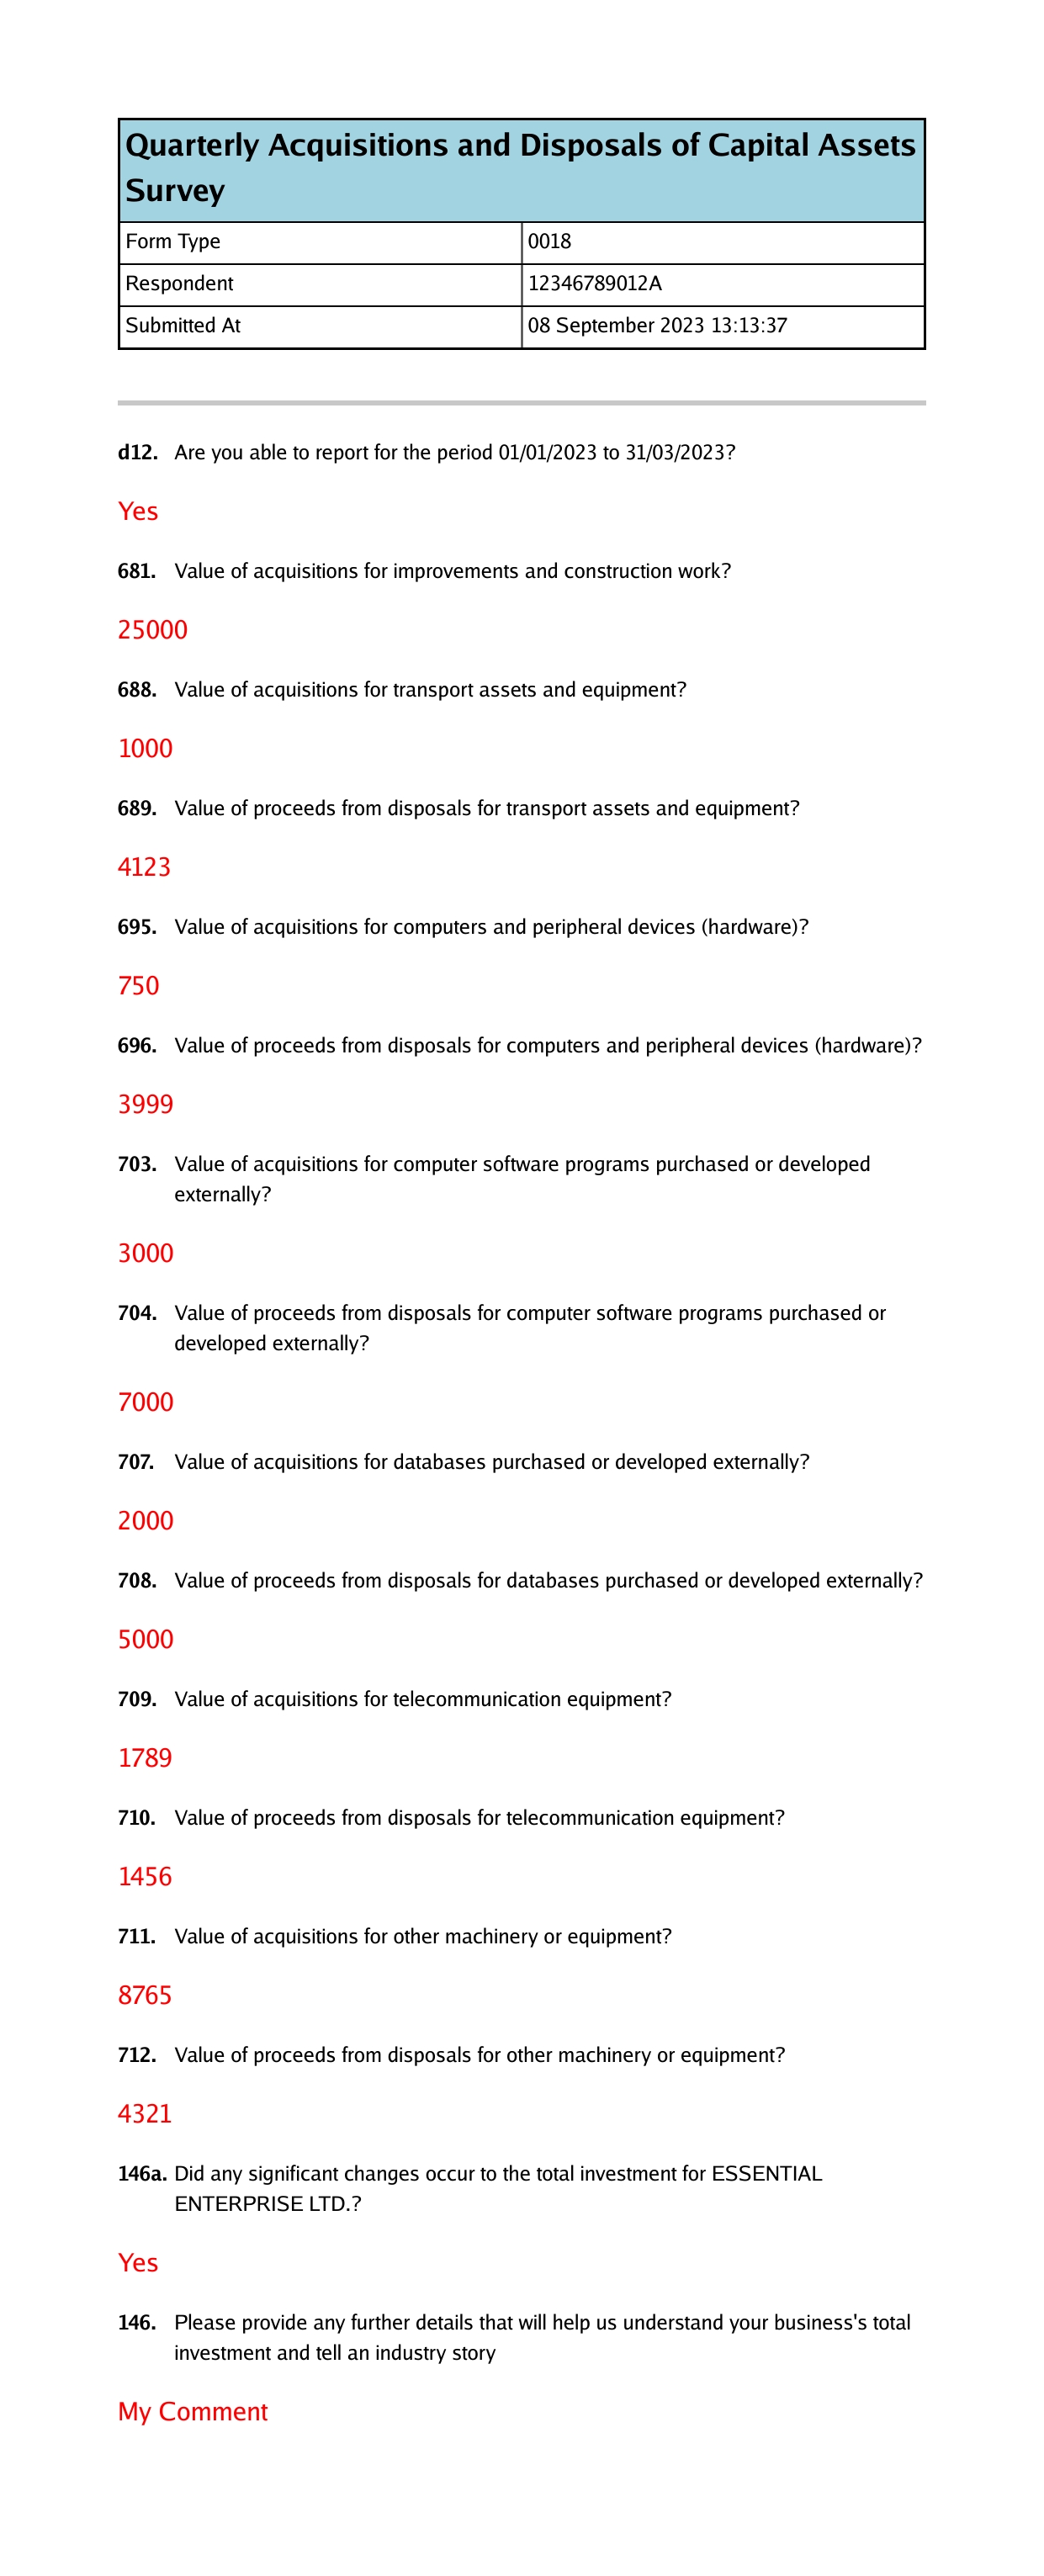 Quarterly Acquisitions and Disposals of Capital Assets
Survey
Form Type 0018
Respondent 12346789012A
Submitted At 08 September 2023 13:13:37
d12. Are you able to report for the period 01/01/2023 to 31/03/2023?
Yes
681. Value of acquisitions for improvements and construction work?
25000
688. Value of acquisitions for transport assets and equipment?
1000
689. Value of proceeds from disposals for transport assets and equipment?
4123
695. Value of acquisitions for computers and peripheral devices (hardware)?
750
696. Value of proceeds from disposals for computers and peripheral devices (hardware)?
3999
703. Value of acquisitions for computer software programs purchased or developed
externally?
3000
704. Value of proceeds from disposals for computer software programs purchased or
developed externally?
7000
707. Value of acquisitions for databases purchased or developed externally?
2000
708. Value of proceeds from disposals for databases purchased or developed externally?
5000
709. Value of acquisitions for telecommunication equipment?
1789
710. Value of proceeds from disposals for telecommunication equipment?
1456
711. Value of acquisitions for other machinery or equipment?
8765
712. Value of proceeds from disposals for other machinery or equipment?
4321
146a. Did any significant changes occur to the total investment for ESSENTIAL
ENTERPRISE LTD.?
Yes
146. Please provide any further details that will help us understand your business's total
investment and tell an industry story
My Comment